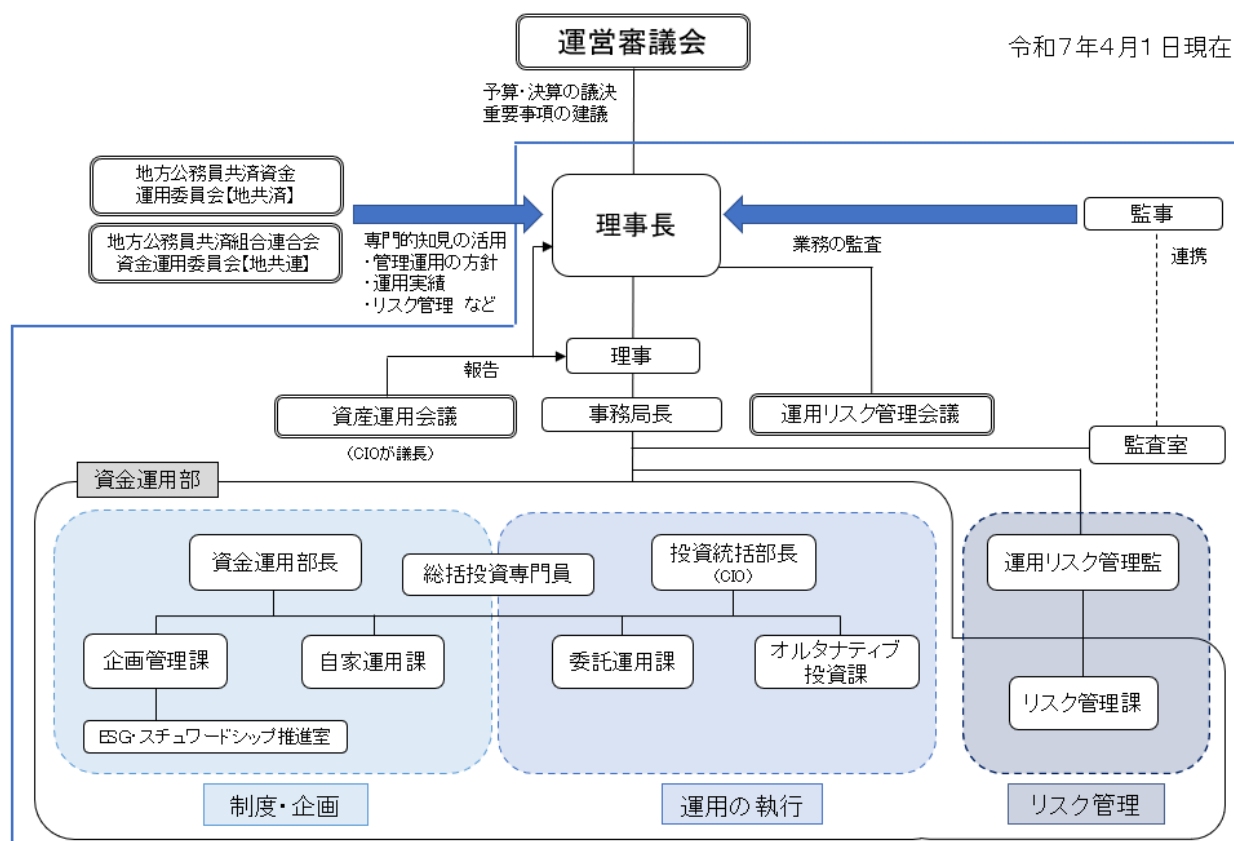 運営審議会
令和7年4月1日現在
予算・決算の議決
重要事項の建議
地方公務員共済資金
運用委員会【地共済】
地方公務員共済組合連合会
資金運用委員会【地共連】
専門的知見の活用
・管理運用の方針
・運用実績
・リスク管理 など
理事長
業務の監査
監事
連携
理事
報告
資産運用会議
(CIOが議長)
事務局長
運用リスク管理会議
監査室
資金運用部
資金運用部長
総括投資専門員
投資統括部長
(CIO)
運用リスク管理監
企画管理課
自家運用課
委託運用課
オルタナティブ
投資課
リスク管理課
ESG・スチュワードシップ推進室
制度・企画
運用の執行
リスク管理